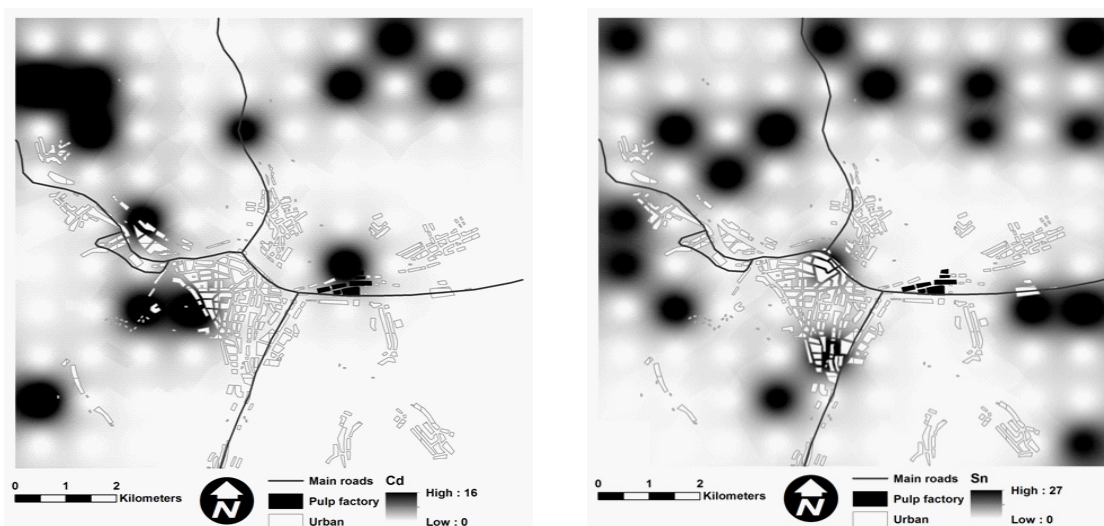 0 1 2
Kilometers
N
Main roads
Pulp factory
Urban
Cd
High : 16
Low : 0
0 1 2
Kilometers
N
Main roads
Pulp factory
Urban
Sn
High : 27
Low : 0